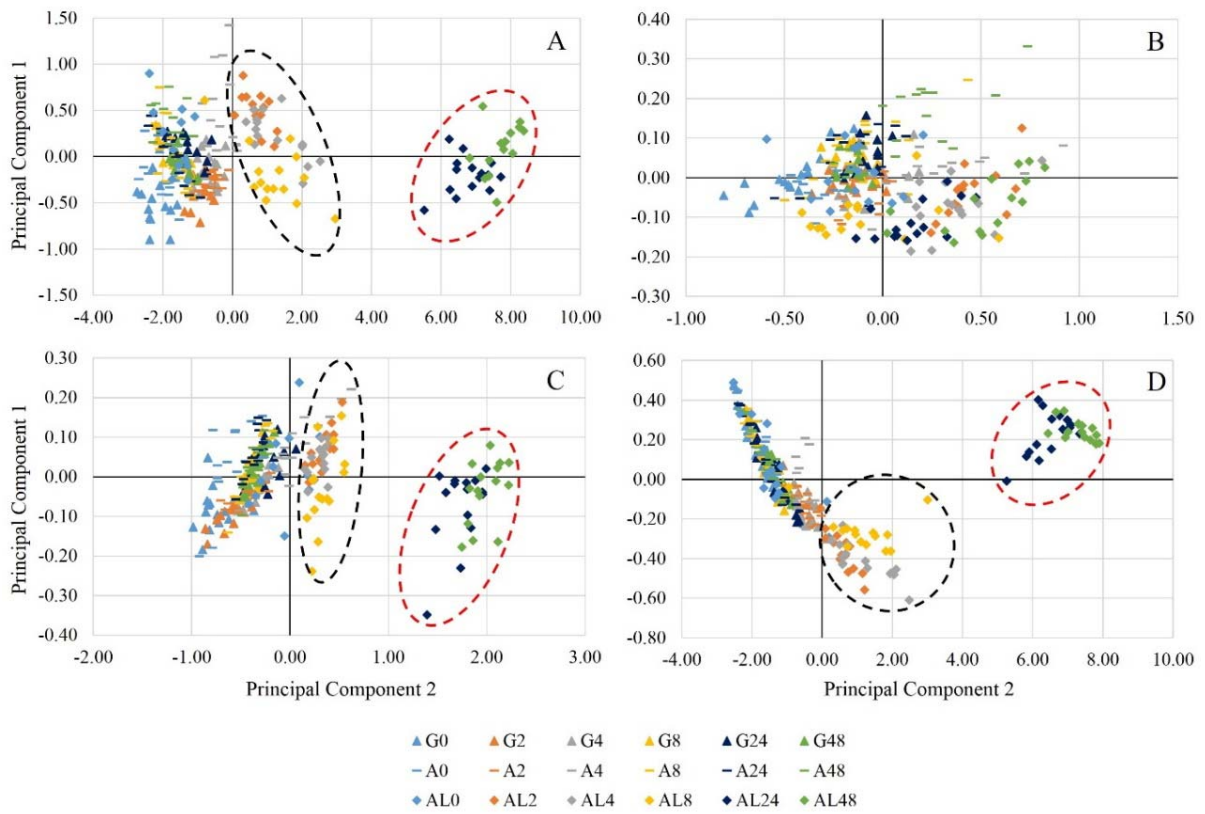 A
B
Principal Component 1
1.50
1.00
0.50
0.00
-0.50
-1.00
-1.50
-4.00 -2.00 0.00 2.00 4.00 6.00 8.00 10.00
0.40
0.30
0.20
0.10
0.00
-0.10
-0.20
-0.30
-1.00 -0.50 0.00 0.50 1.00 1.50
C
D
Principal Component 1
0.30
0.20
0.10
0.00
-0.10
-0.20
-0.30
-0.40
-2.00 -1.00 0.00 1.00 2.00 3.00
Principal Component 2
0.60
0.40
0.20
0.00
-0.20
-0.40
-0.60
-0.80
-4.00 -2.00 0.00 2.00 4.00 6.00 8.00 10.00
Principal Component 2
G0 G2 G4 G8 G24 G48
A0 A2 A4 A8 A24 A48
AL0 AL2 AL4 AL8 AL24 AL48